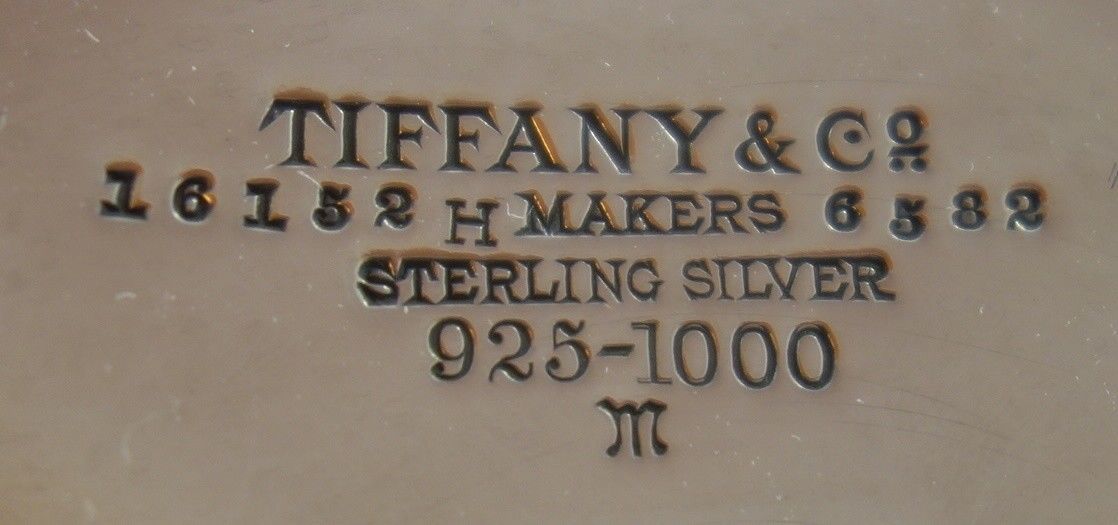 TIFFANY & Cº
16152 H MAKERS 6582
STERLING SILVER
925-1000
M